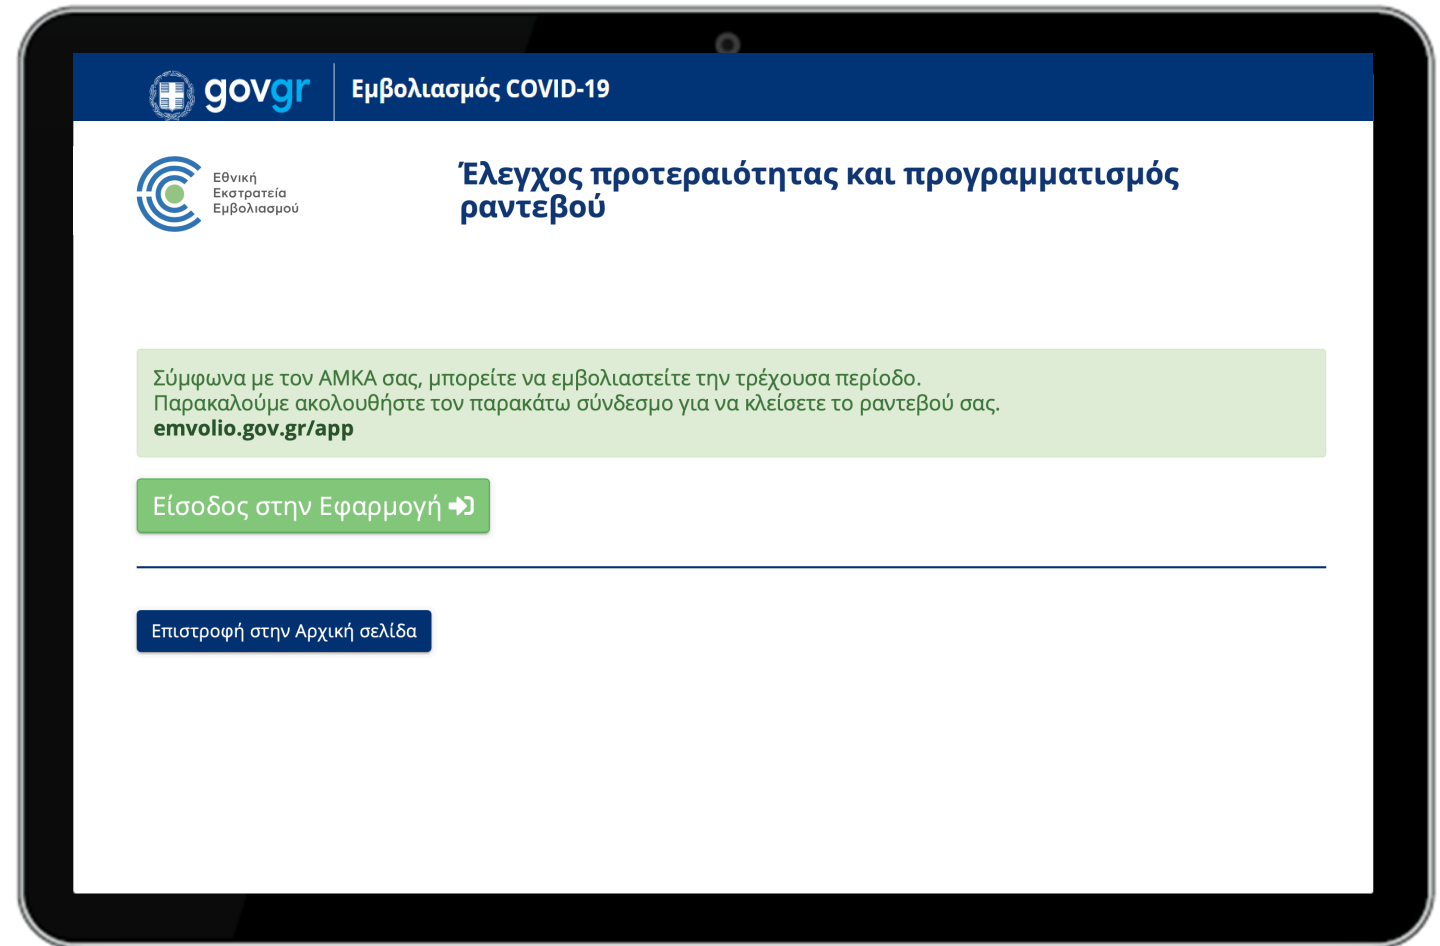 govgr
Εμβολιασμός COVID-19
Εθνική
Εκστρατεία
Εμβολιασμού
Έλεγχος προτεραιότητας και προγραμματισμός
ραντεβού
Σύμφωνα με τον ΑΜΚΑ σας, μπορείτε να εμβολιαστείτε την τρέχουσα περίοδο.
Παρακαλούμε ακολουθήστε τον παρακάτω σύνδεσμο για να κλείσετε το ραντεβού σας.
emvolio.gov.gr/app
Είσοδος στην Εφαρμογή
Επιστροφή στην Αρχική σελίδα